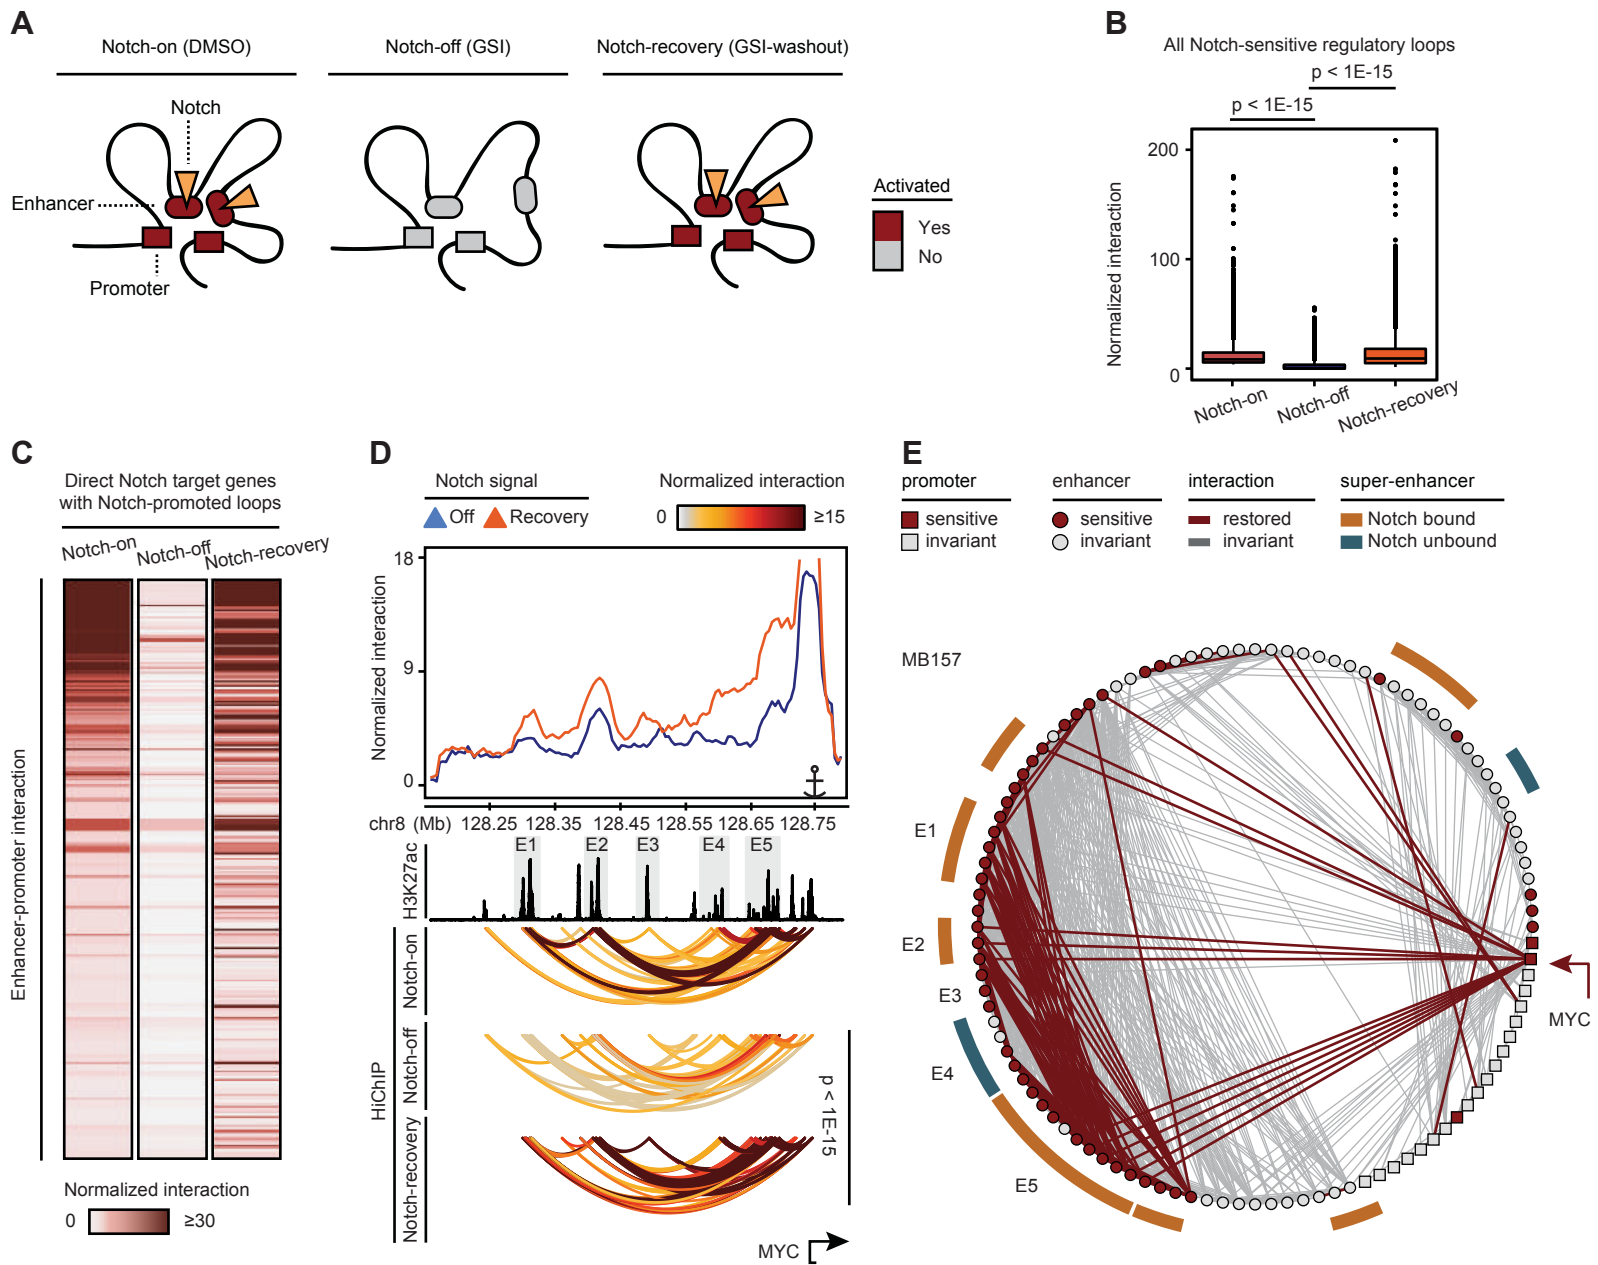 A
Notch-on (DMSO)
Notch-off (GSI)
Notch-recovery (GSI-washout)
Notch
Enhancer
Promoter
Activated
Yes
No
B
All Notch-sensitive regulatory loops
p < 1E-15
p < 1E-15
Normalized interaction
200
100
0
Notch-on
Notch-off
Notch-recovery
C
Direct Notch target genes
with Notch-promoted loops
Notch-on
Notch-off
Notch-recovery
Enhancer-promoter interaction
Normalized interaction
0
≥30
D
Notch signal
Off
Recovery
Normalized interaction
0
≥15
Normalized interaction
18
9
0
chr8 (Mb)
128.25
128.35
128.45
128.55
128.65
128.75
H3K27ac
E1
E2
E3
E4
E5
HiChIP
Notch-on
Notch-off
Notch-recovery
p < 1E-15
MYC
E
promoter
sensitive
invariant
enhancer
sensitive
invariant
interaction
restored
invariant
super-enhancer
Notch bound
Notch unbound
MB157
E1
E2
E3
E4
E5
MYC